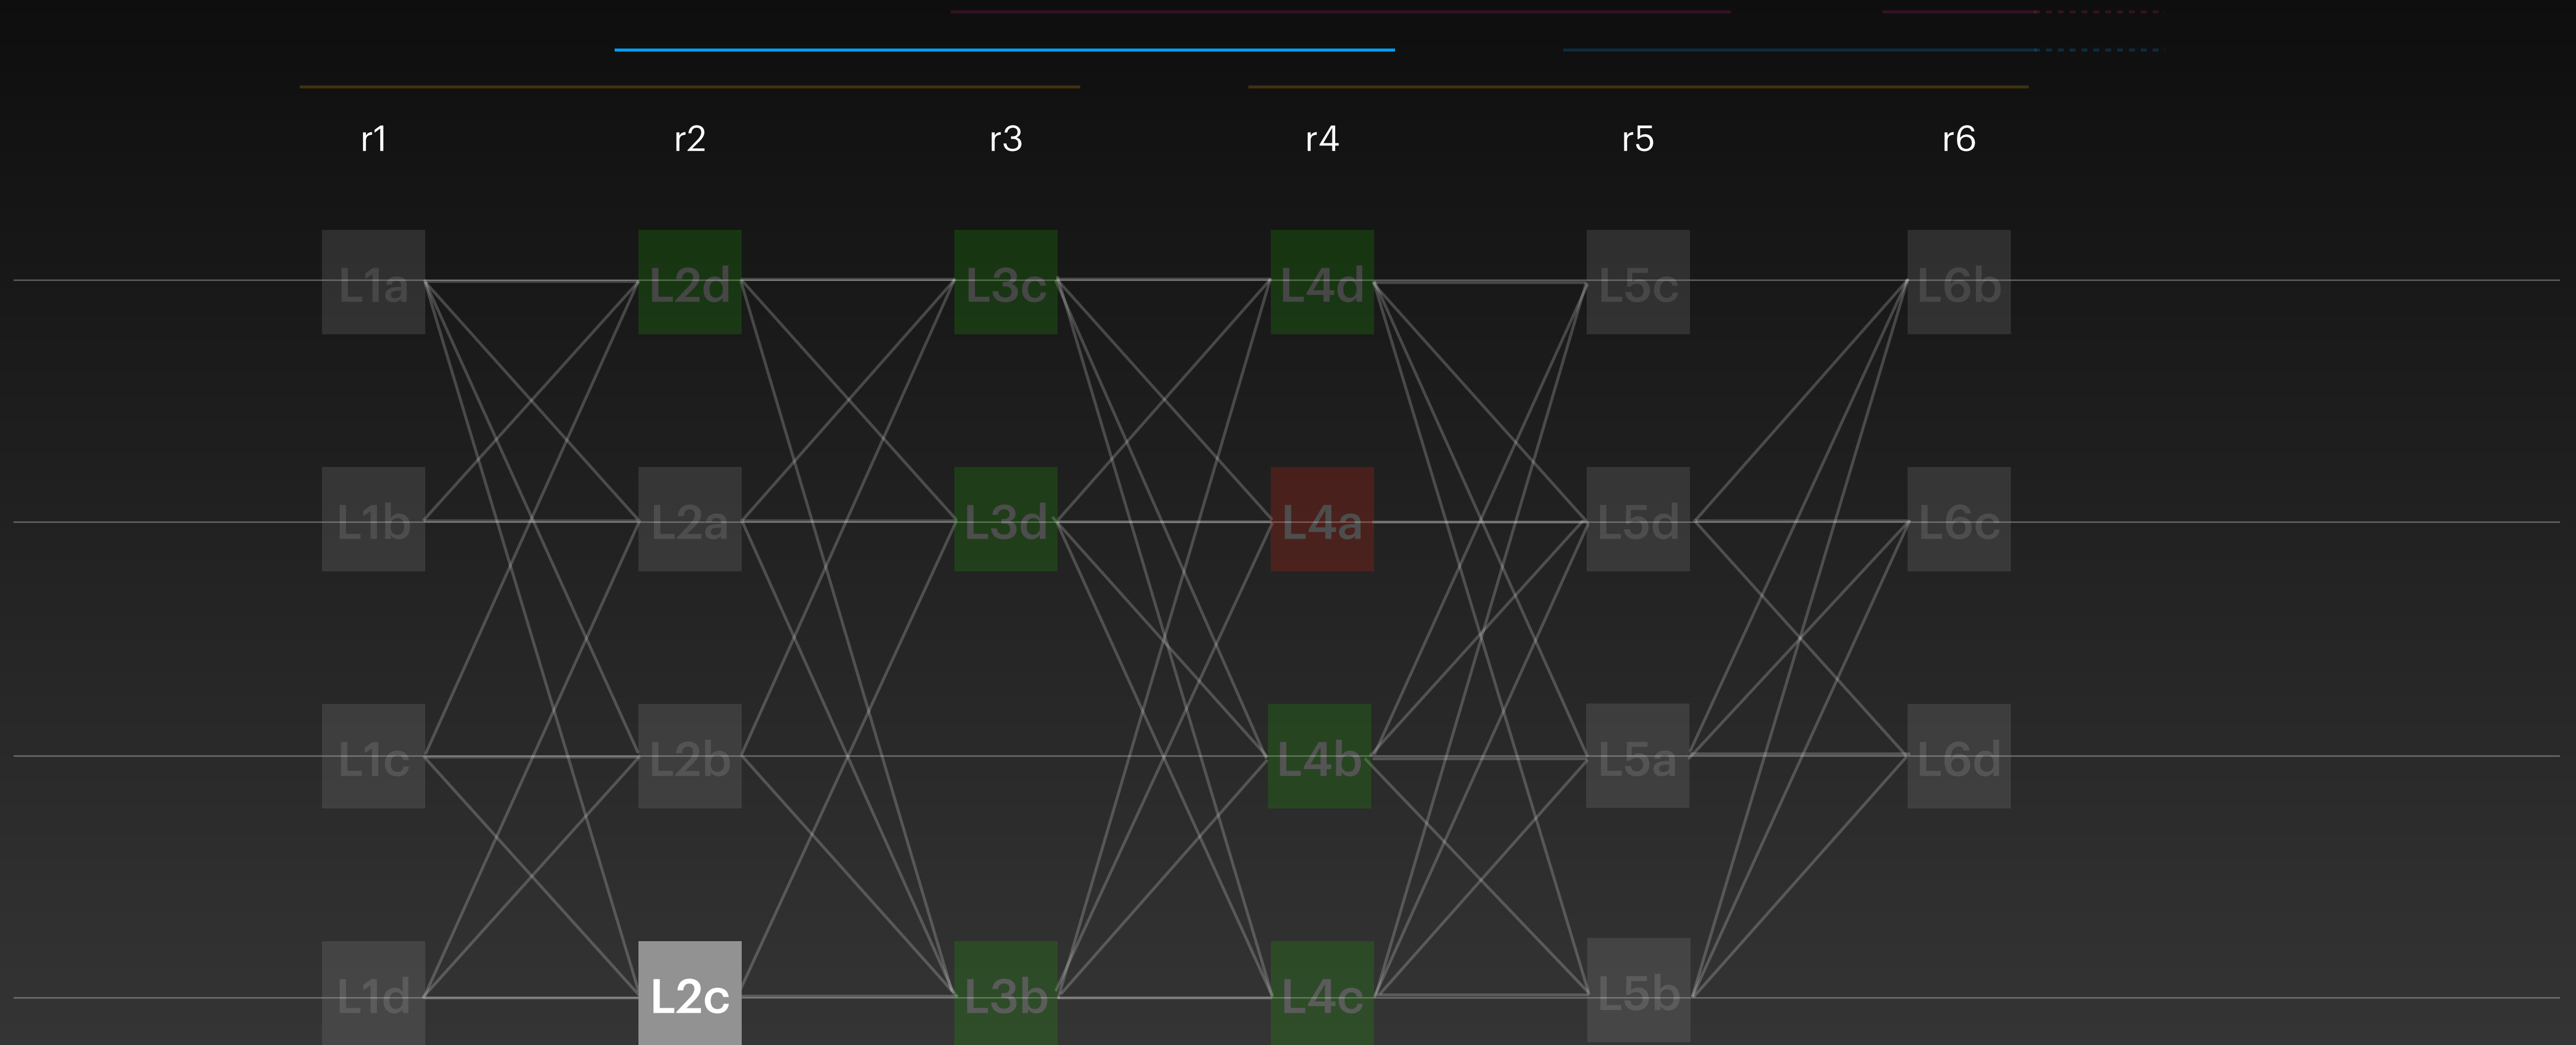 r1 r2 r3 r4 r5 r6
L1a L2d L3c L4d L5c L6b
L1b L2a L3d L4a L5d L6c
L1c L2b L4b L5a L6d
L1d L2c L3b L4c L5b